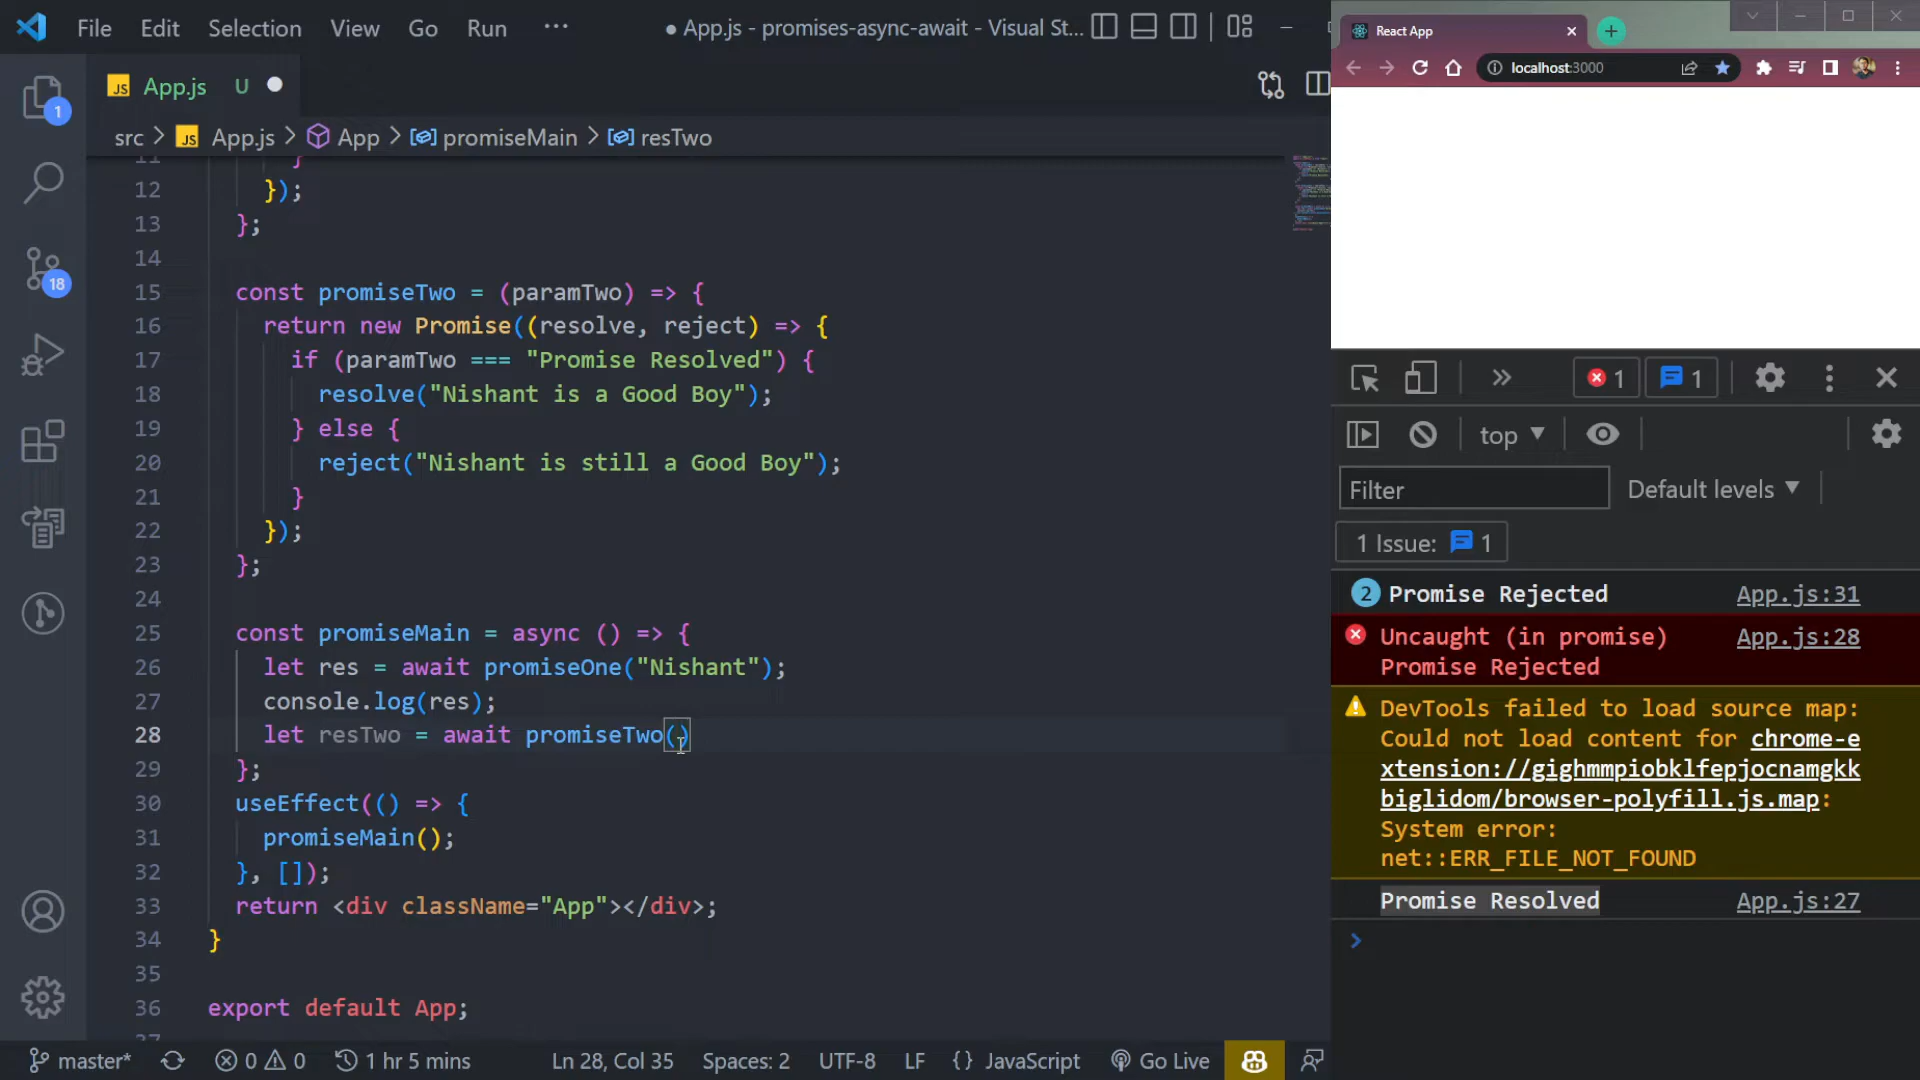 File Edit Selection View Go Run ···
● App.js - promises-async-await - Visual St...
JS App.js U
src > JS App.js > App > promiseMain > resTwo
11 }
12 });
13 };
14
15 const promiseTwo = (paramTwo) => {
16 return new Promise((resolve, reject) => {
17 if (paramTwo === "Promise Resolved") {
18 resolve("Nishant is a Good Boy");
19 } else {
20 reject("Nishant is still a Good Boy");
21 }
22 });
23 };
24
25 const promiseMain = async () => {
26 let res = await promiseOne("Nishant");
27 console.log(res);
28 let resTwo = await promiseTwo()
29 };
30 useEffect(() => {
31 promiseMain();
32 }, []);
33 return <div className="App"></div>;
34 }
35
36 export default App;
1
18
master* 0 0 1 hr 5 mins Ln 28, Col 35 Spaces: 2 UTF-8 LF {} JavaScript Go Live
React App
localhost:3000
1 1
top
Filter Default levels
1 Issue: 1
2 Promise Rejected App.js:31
Uncaught (in promise) App.js:28
Promise Rejected
DevTools failed to load source map:
Could not load content for chrome-e
xtension://gighmmpiobklfepjocnamgkk
biglidom/browser-polyfill.js.map:
System error:
net::ERR_FILE_NOT_FOUND
Promise Resolved App.js:27